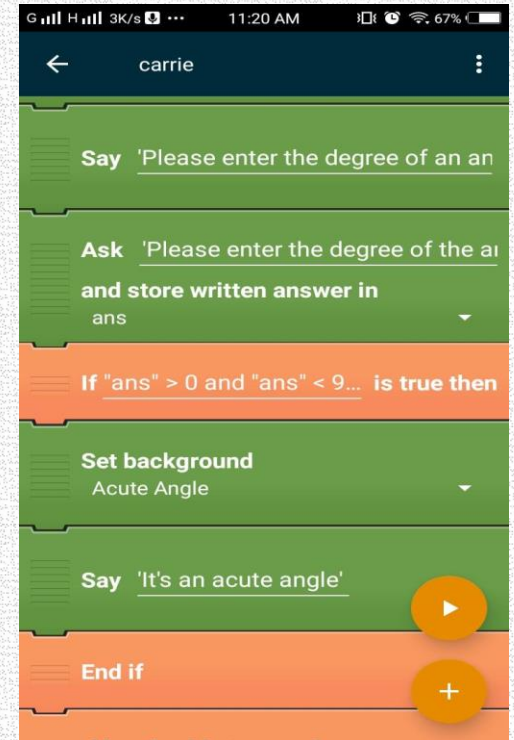 G H 3K/s ... 11:20 AM 67%
carrie
Say 'Please enter the degree of an an
Ask 'Please enter the degree of the
and store written answer in
ans
If "ans" > 0 and "ans" < 9... is true then
Set background
Acute Angle
Say 'It's an acute angle'
End if